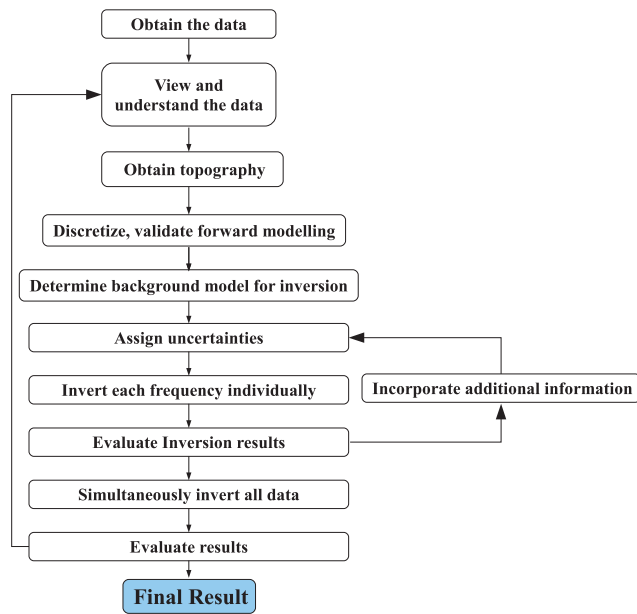 Obtain the data
View and
understand the data
Obtain topography
Discretize, validate forward modelling
Determine background model for inversion
Assign uncertainties
Invert each frequency individually
Incorporate additional information
Evaluate Inversion results
Simultaneously invert all data
Evaluate results
Final Result